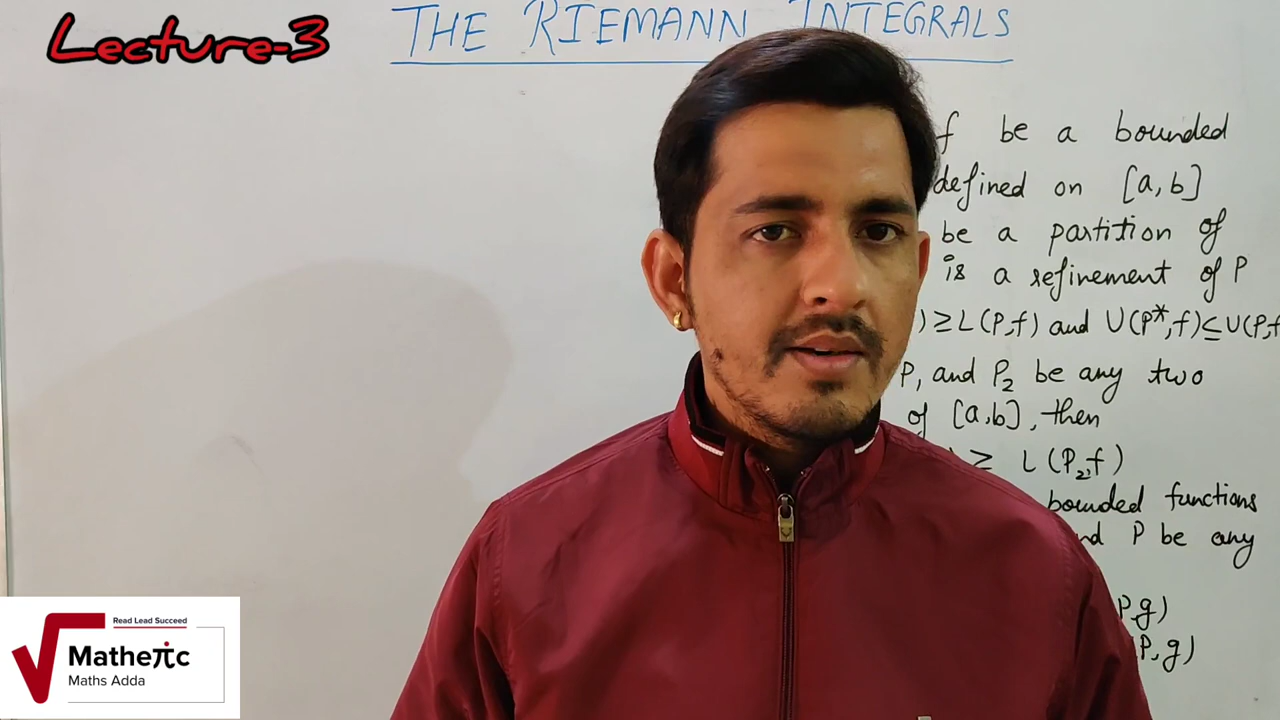 Lecture-3
THE RIEMANN INTEGRALS
f be a bounded
defined on [a,b]
be a partition of
is a refinement of P
) ≥ L(P,f) and U(P*,f) ≤ U(P,f
P, and P₂ be any two
of [a,b], then
≥ L(P₂,f)
bounded functions
nd P be any
P,g)
P,g)
Read Lead Succeed
Matheπc
Maths Adda